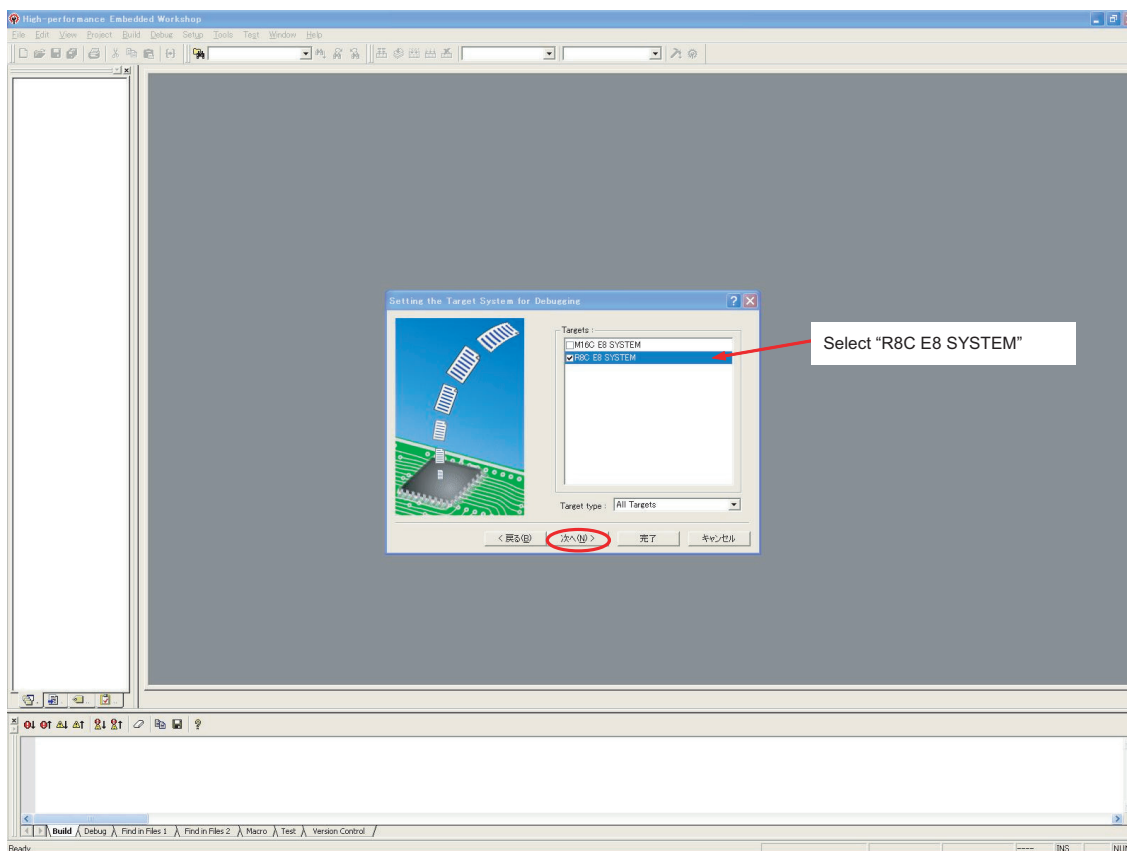 High-performance Embedded Workshop
File Edit View Project Build Debug Setup Tools Test Window Help
Setting the Target System for Debugging
Targets :
M16C E8 SYSTEM
R8C E8 SYSTEM
Select “R8C E8 SYSTEM”
Target type : All Targets
< 戻る(B) 次へ(N) > 完了 キャンセル
Build Debug Find in Files 1 Find in Files 2 Macro Test Version Control
Ready ---- INS NUM